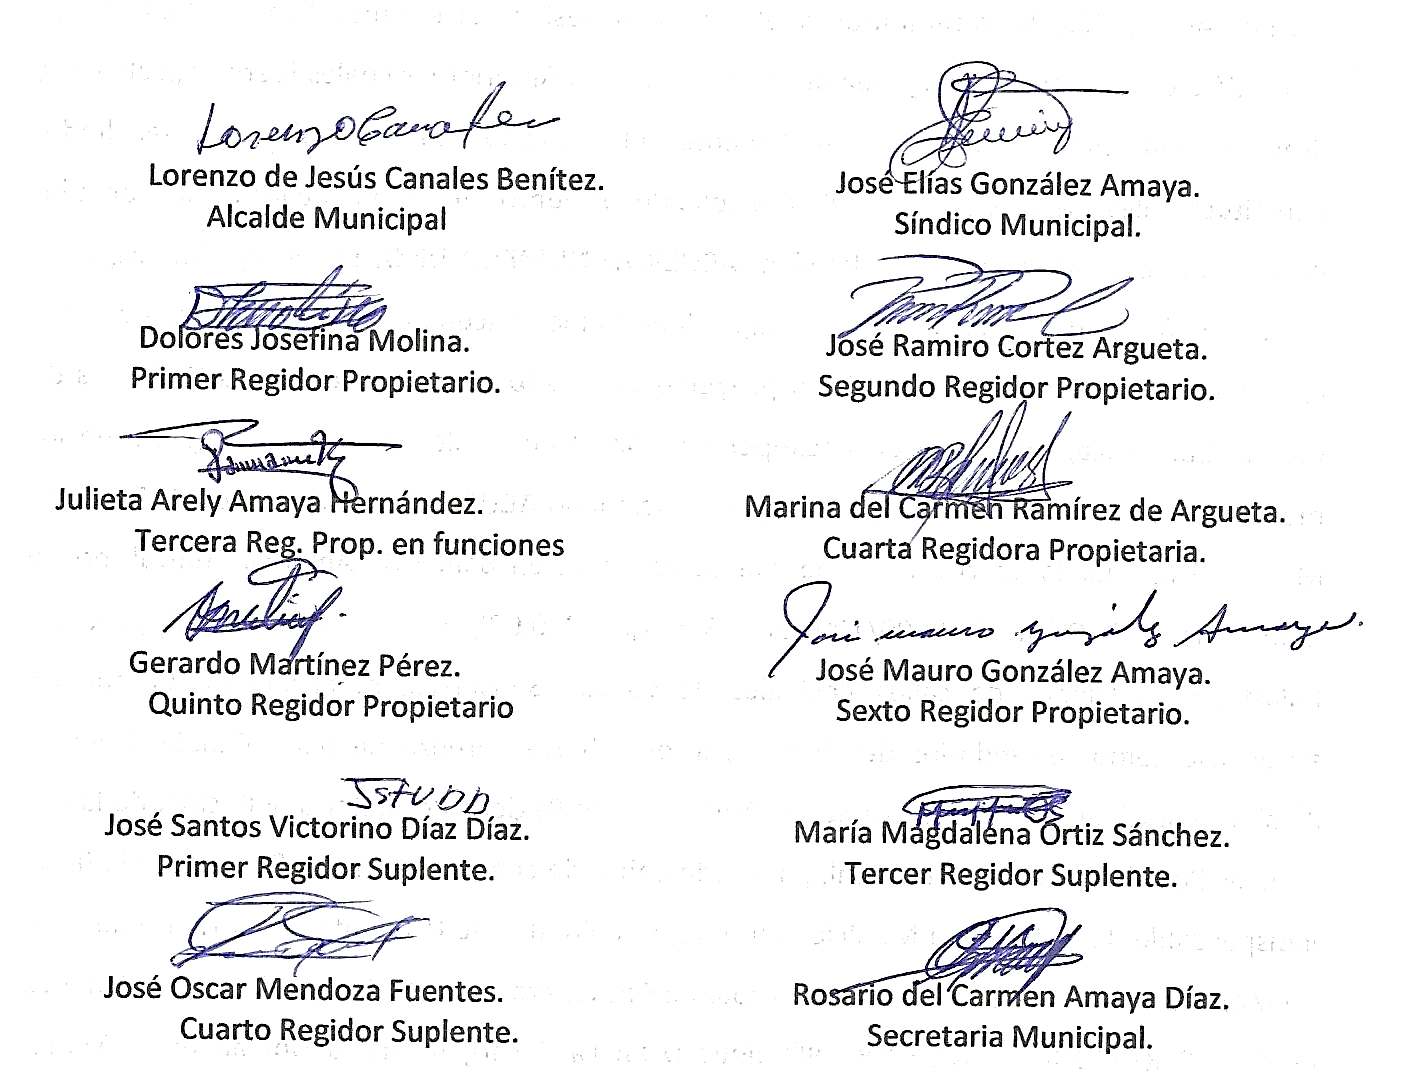 Lorenzo Canales
Lorenzo de Jesús Canales Benítez.
Alcalde Municipal
José Elías González Amaya.
Síndico Municipal.
Dolores Josefina Molina.
Primer Regidor Propietario.
José Ramiro Cortez Argueta.
Segundo Regidor Propietario.
Julieta Arely Amaya Hernández.
Tercera Reg. Prop. en funciones
Marina del Carmen Ramírez de Argueta.
Cuarta Regidora Propietaria.
Gerardo Martínez Pérez.
Quinto Regidor Propietario
José mauro González Amaya.
José Mauro González Amaya.
Sexto Regidor Propietario.
JSTVDD
José Santos Victorino Díaz Díaz.
Primer Regidor Suplente.
María Magdalena Ortiz Sánchez.
Tercer Regidor Suplente.
José Oscar Mendoza Fuentes.
Cuarto Regidor Suplente.
Rosario del Carmen Amaya Díaz.
Secretaria Municipal.